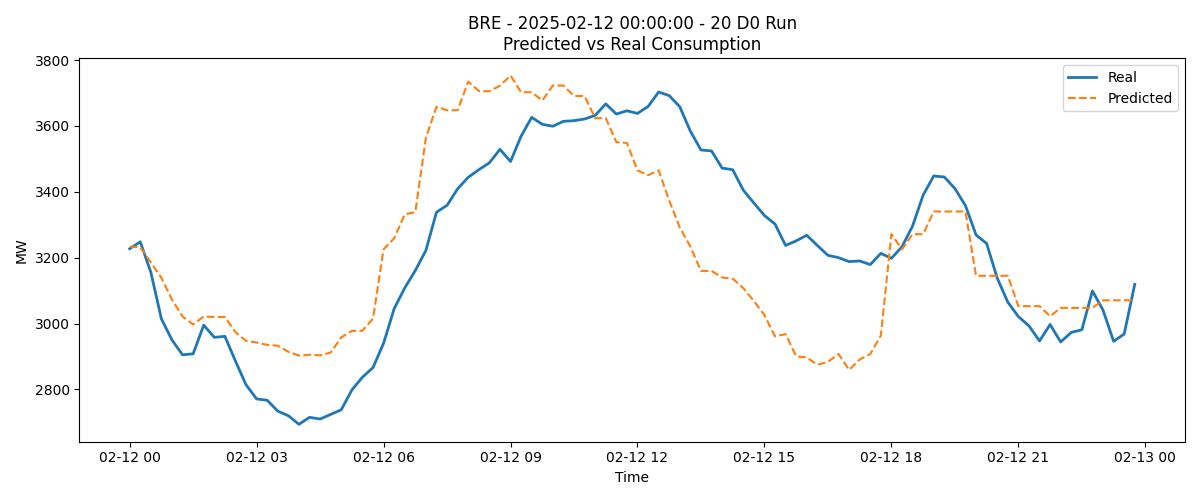 BRE - 2025-02-12 00:00:00 - 20 D0 Run
Predicted vs Real Consumption
3800
3600
3400
3200
3000
2800
MW
Real
Predicted
02-12 00
02-12 03
02-12 06
02-12 09
02-12 12
02-12 15
02-12 18
02-12 21
02-13 00
Time